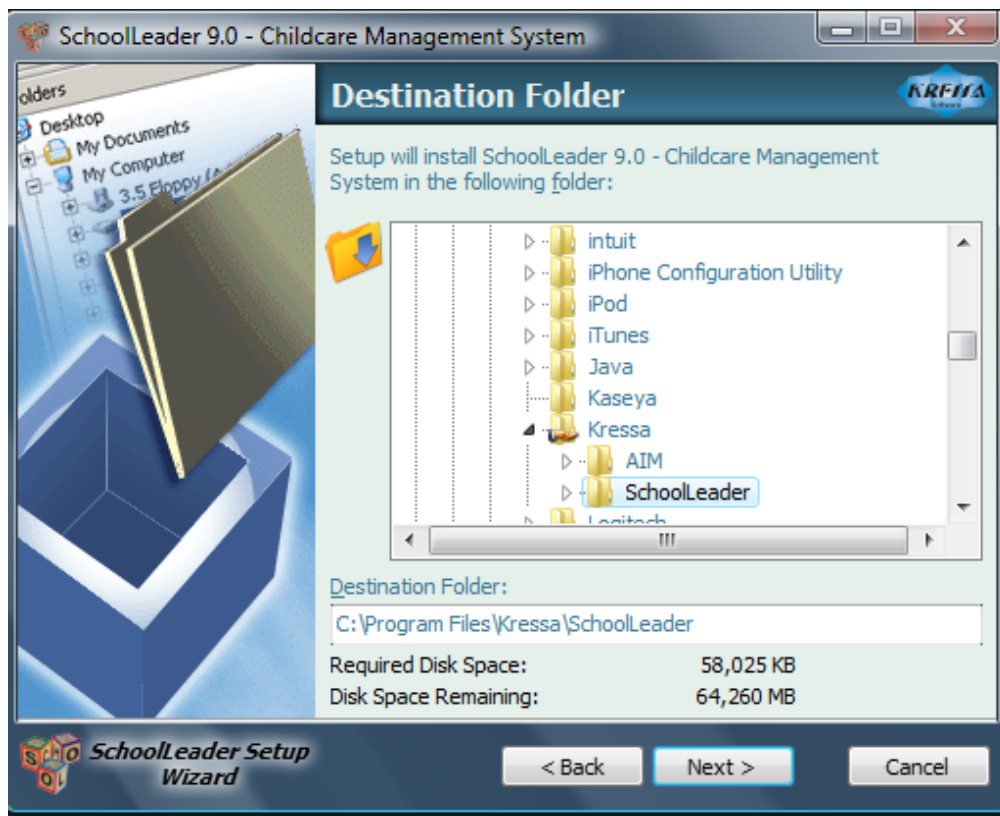 SchoolLeader 9.0 - Childcare Management System
Destination Folder
KRESSA
olders
Desktop
My Documents
My Computer
3.5 Floppy (A
Setup will install SchoolLeader 9.0 - Childcare Management
System in the following folder:
intuit
iPhone Configuration Utility
iPod
iTunes
Java
Kaseya
Kressa
AIM
SchoolLeader
Logitech
Destination Folder:
C:\Program Files\Kressa\SchoolLeader
Required Disk Space: 58,025 KB
Disk Space Remaining: 64,260 MB
SchoolLeader Setup
Wizard
< Back
Next >
Cancel